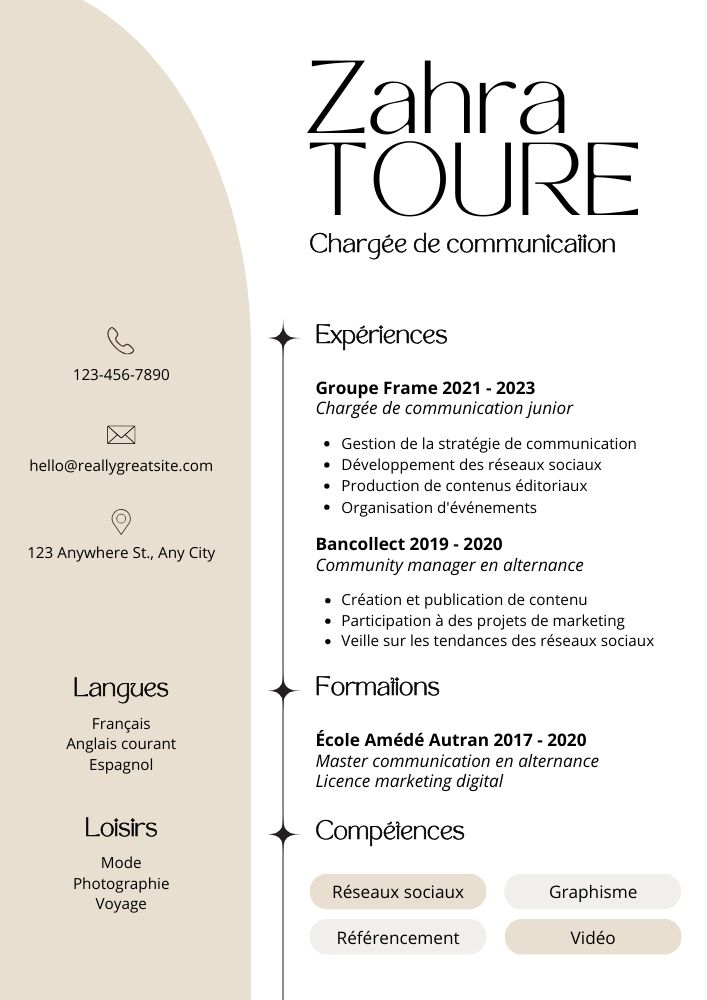 Zahra
TOURE
Chargée de communication
123-456-7890
hello@reallygreatsite.com
123 Anywhere St., Any City
Langues
Français
Anglais courant
Espagnol
Loisirs
Mode
Photographie
Voyage
Expériences
Groupe Frame 2021 - 2023
Chargée de communication junior
• Gestion de la stratégie de communication
• Développement des réseaux sociaux
• Production de contenus éditoriaux
• Organisation d'événements
Bancollect 2019 - 2020
Community manager en alternance
• Création et publication de contenu
• Participation à des projets de marketing
• Veille sur les tendances des réseaux sociaux
Formations
École Amédé Autran 2017 - 2020
Master communication en alternance
Licence marketing digital
Compétences
Réseaux sociaux
Graphisme
Référencement
Vidéo